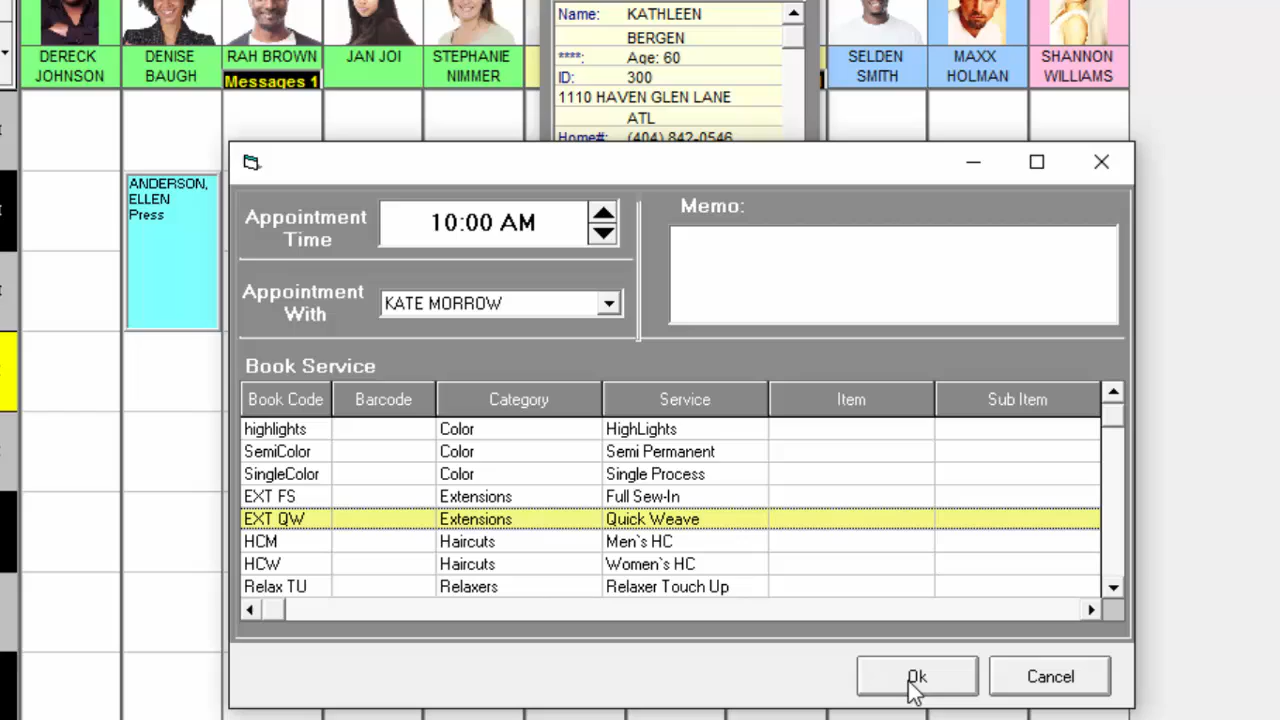 DERECK
JOHNSON
DENISE
BAUGH
RAH BROWN
Messages 1
JAN JOI
STEPHANIE
NIMMER
Name: KATHLEEN
BERGEN
****: Age: 60
ID: 300
1110 HAVEN GLEN LANE
ATL
Home#: (404) 842-0546
SELDEN
SMITH
MAXX
HOLMAN
SHANNON
WILLIAMS
ANDERSON,
ELLEN
Press
Appointment
Time
10:00 AM
Memo:
Appointment
With
KATE MORROW
Book Service
Book Code Barcode Category Service Item Sub Item
highlights Color HighLights
SemiColor Color Semi Permanent
SingleColor Color Single Process
EXT FS Extensions Full Sew-In
EXT QW Extensions Quick Weave
HCM Haircuts Men`s HC
HCW Haircuts Women`s HC
Relax TU Relaxers Relaxer Touch Up
Ok Cancel